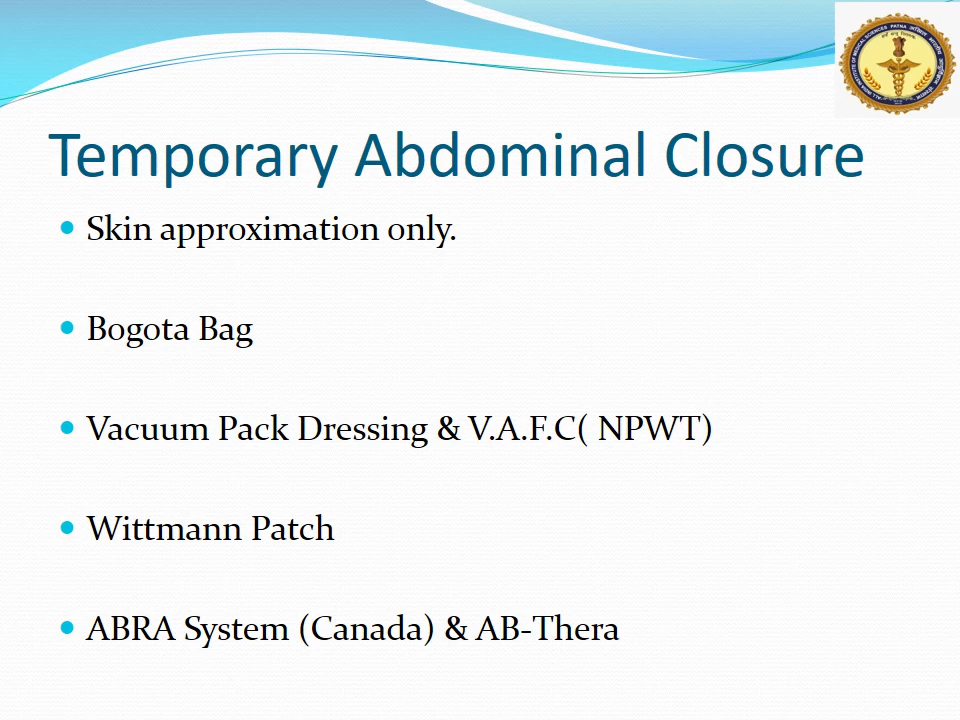 Temporary Abdominal Closure
Skin approximation only.
Bogota Bag
Vacuum Pack Dressing & V.A.F.C( NPWT)
Wittmann Patch
ABRA System (Canada) & AB-Thera